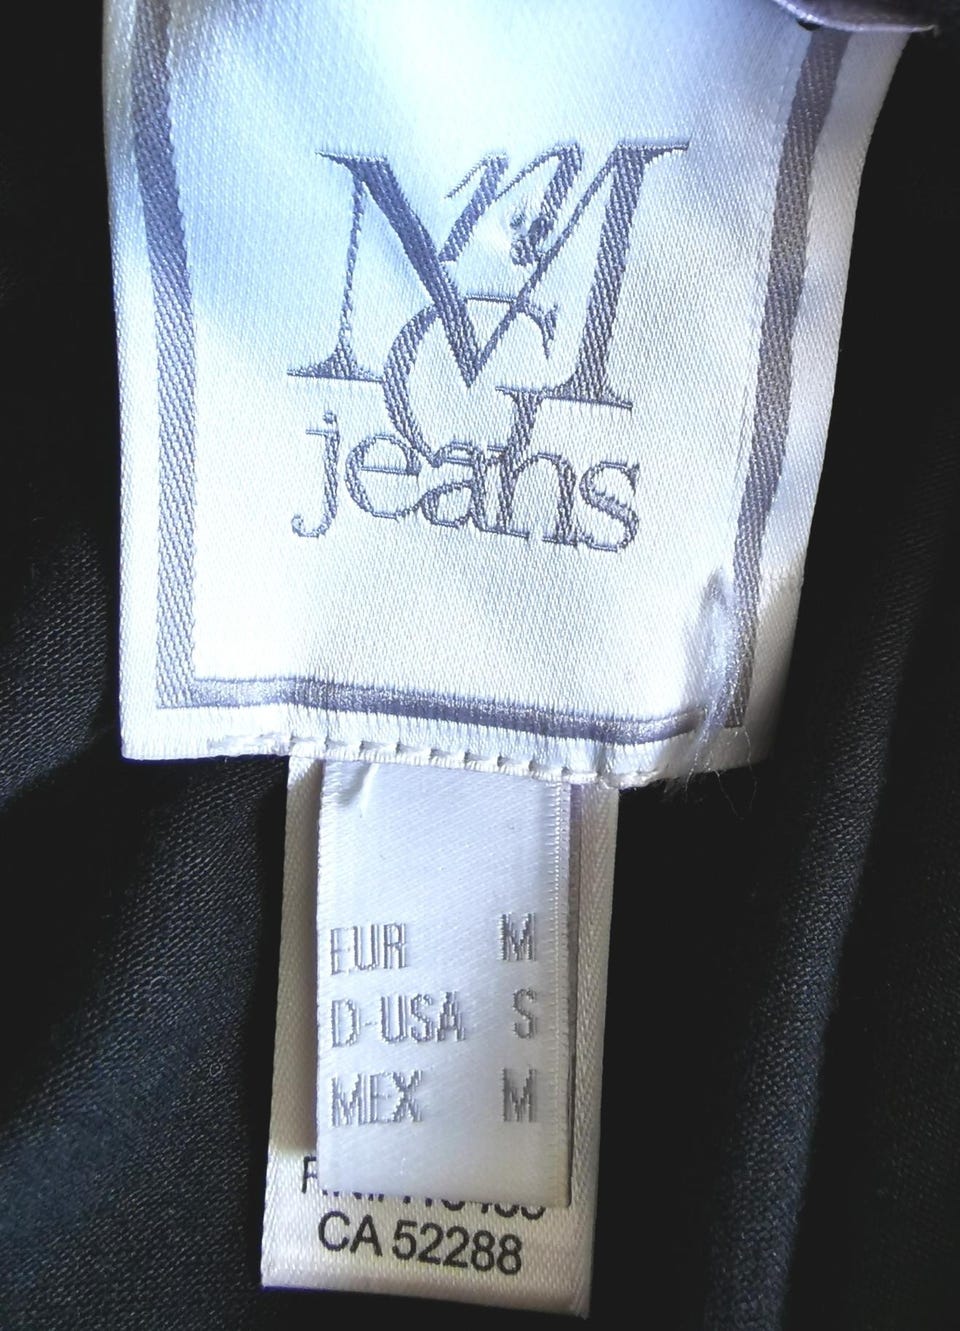 jeans
EUR M
D-USA S
MEX M
CA 52288